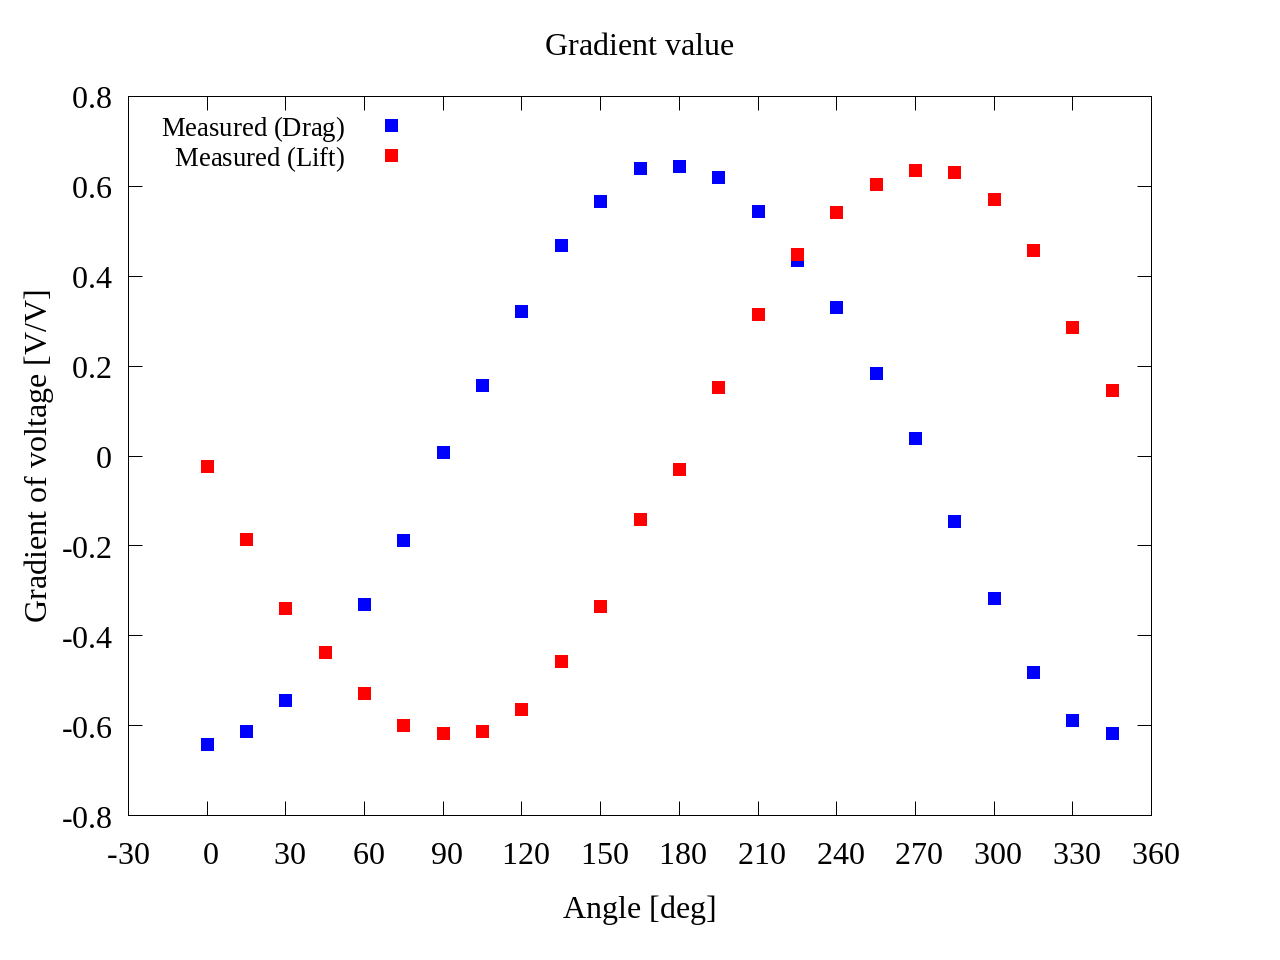 Gradient value
0.8
0.6
0.4
0.2
0
-0.2
-0.4
-0.6
-0.8
Gradient of voltage [V/V]
Measured (Drag)
Measured (Lift)
-30 0 30 60 90 120 150 180 210 240 270 300 330 360
Angle [deg]